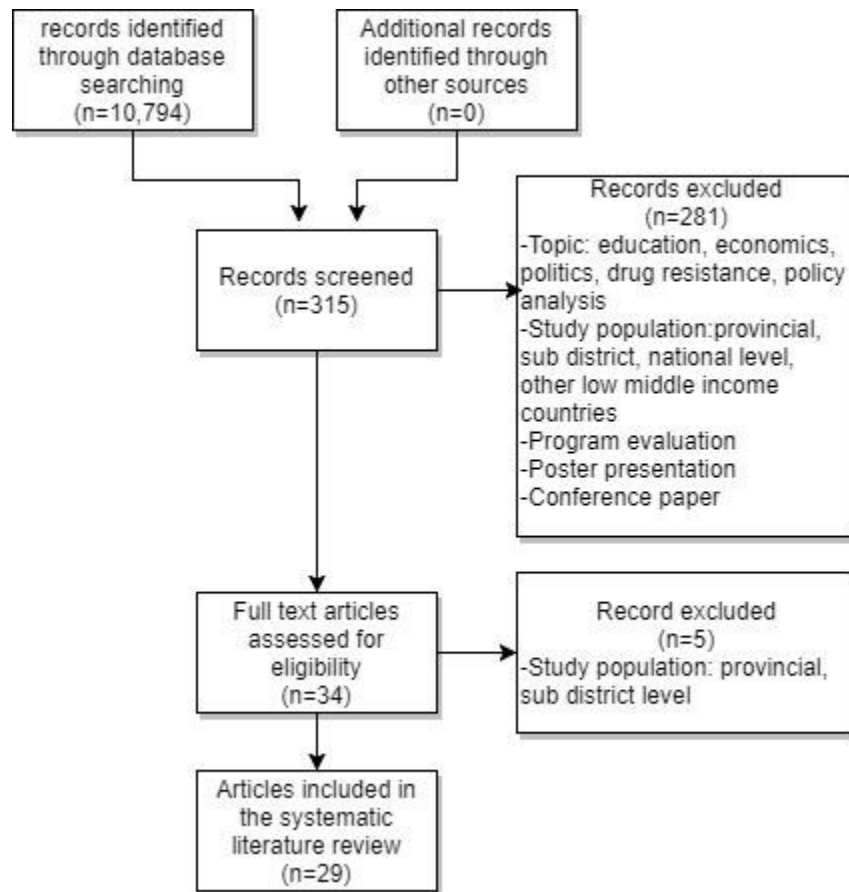 records identified
through database
searching
(n=10,794)
Additional records
identified through
other sources
(n=0)
Records screened
(n=315)
Records excluded
(n=281)
-Topic: education, economics,
politics, drug resistance, policy
analysis
-Study population:provincial,
sub district, national level,
other low middle income
countries
-Program evaluation
-Poster presentation
-Conference paper
Full text articles
assessed for
eligibility
(n=34)
Record excluded
(n=5)
-Study population: provincial,
sub district level
Articles included in
the systematic
literature review
(n=29)